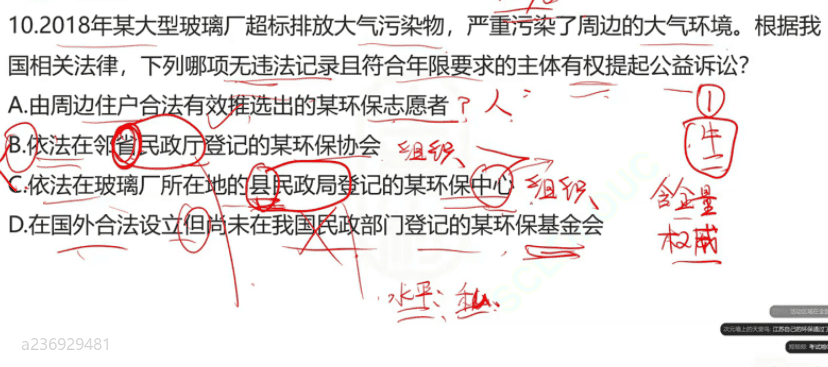 10.2018年某大型玻璃厂超标排放大气污染物，严重污染了周边的大气环境。根据我
国相关法律，下列哪项无违法记录且符合年限要求的主体有权提起公益诉讼？
A.由周边住户合法有效推选出的某环保志愿者？人
①
B.依法在邻省民政厅登记的某环保协会 组织
牛
C.依法在玻璃厂所在地的县民政局登记的某环保中心 组织
含金量
D.在国外合法设立但尚未在我国民政部门登记的某环保基金会
权威
水平：
a236929481